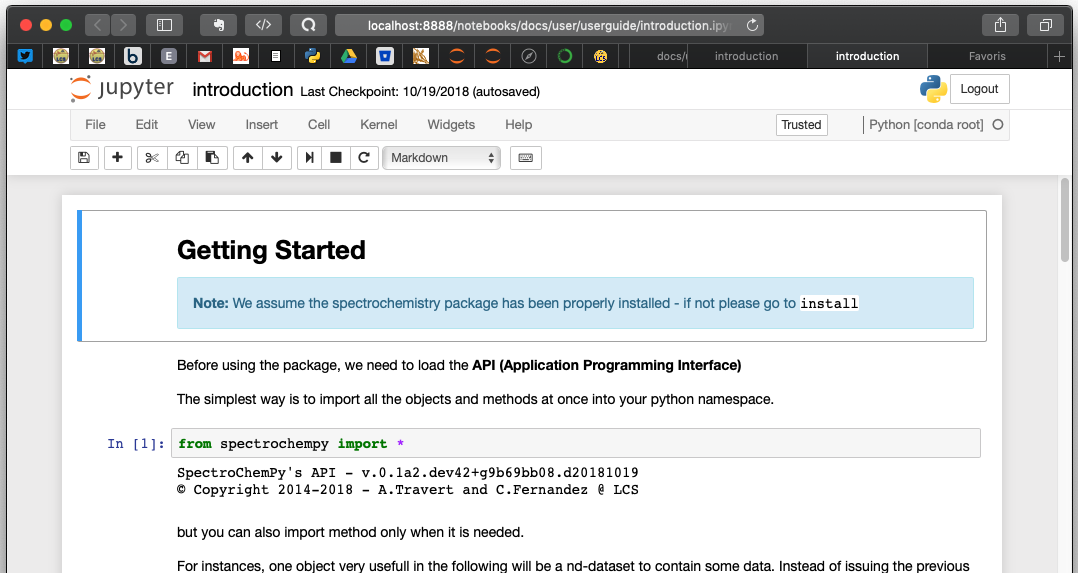 localhost:8888/notebooks/docs/user/userguide/introduction.ipy
docs/ introduction introduction Favoris
jupyter introduction Last Checkpoint: 10/19/2018 (autosaved) Logout
File Edit View Insert Cell Kernel Widgets Help Trusted Python [conda root]
Markdown
Getting Started
Note: We assume the spectrochemistry package has been properly installed - if not please go to install
Before using the package, we need to load the API (Application Programming Interface)
The simplest way is to import all the objects and methods at once into your python namespace.
In [1]: from spectrochempy import *
SpectroChemPy's API - v.0.1a2.dev42+g9b69bb08.d20181019
© Copyright 2014-2018 - A.Travert and C.Fernandez @ LCS
but you can also import method only when it is needed.
For instances, one object very usefull in the following will be a nd-dataset to contain some data. Instead of issuing the previous